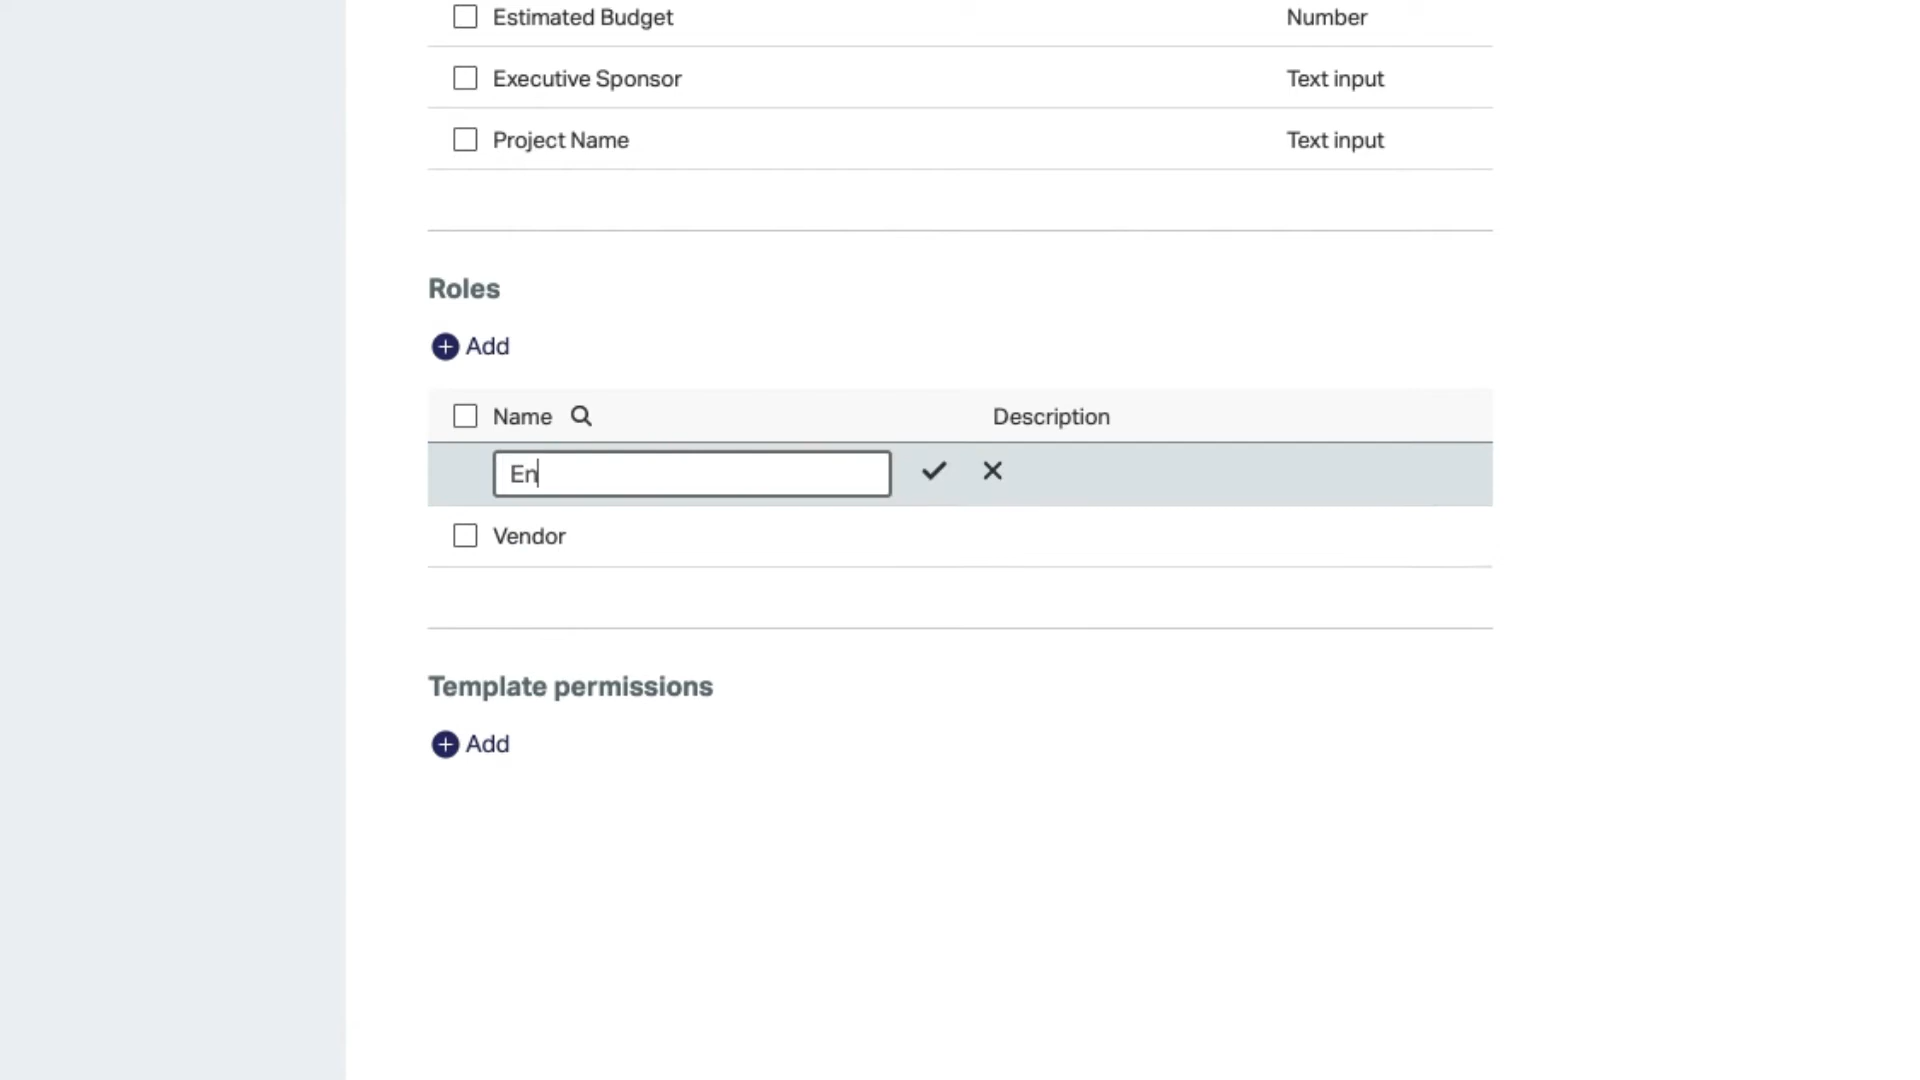 Estimated Budget Number
Executive Sponsor Text input
Project Name Text input
Roles
Add
Name Description
En
Vendor
Template permissions
Add